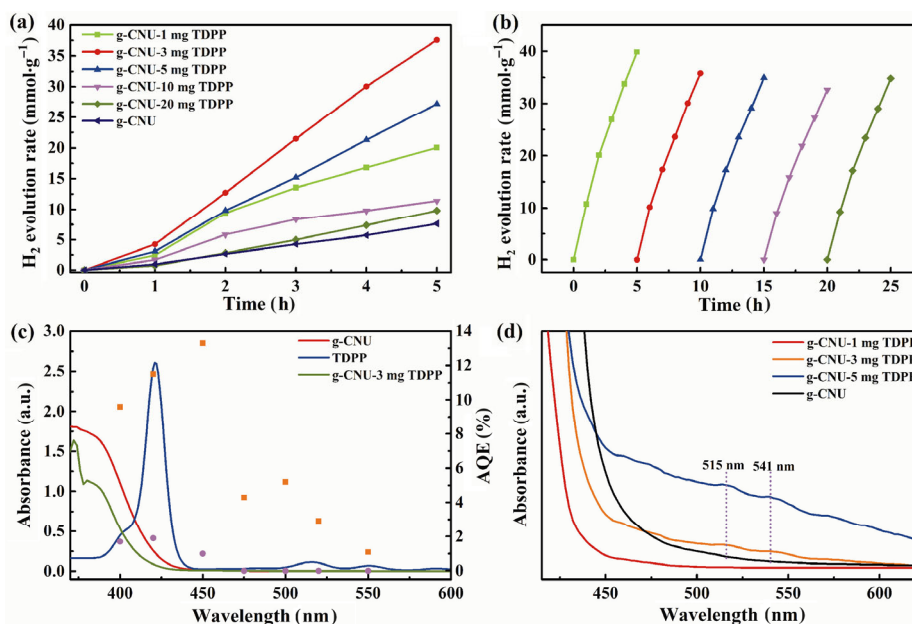 (a)
g-CNU-1 mg TDPP
g-CNU-3 mg TDPP
g-CNU-5 mg TDPP
g-CNU-10 mg TDPP
g-CNU-20 mg TDPP
g-CNU
H₂ evolution rate (mmol·g⁻¹)
40
35
30
25
20
15
10
5
0
0 1 2 3 4 5
Time (h)
(b)
H₂ evolution rate (mmol·g⁻¹)
40
30
20
10
0
0 5 10 15 20 25
Time (h)
(c)
g-CNU
TDPP
g-CNU-3 mg TDPP
Absorbance (a.u.)
3.0
2.5
2.0
1.5
1.0
0.5
0.0
14
12
10
8
6
4
2
0
AQE (%)
400 450 500 550 600
Wavelength (nm)
(d)
g-CNU-1 mg TDPP
g-CNU-3 mg TDPP
g-CNU-5 mg TDPP
g-CNU
515 nm 541 nm
Absorbance (a.u.)
450 500 550 600
Wavelength (nm)